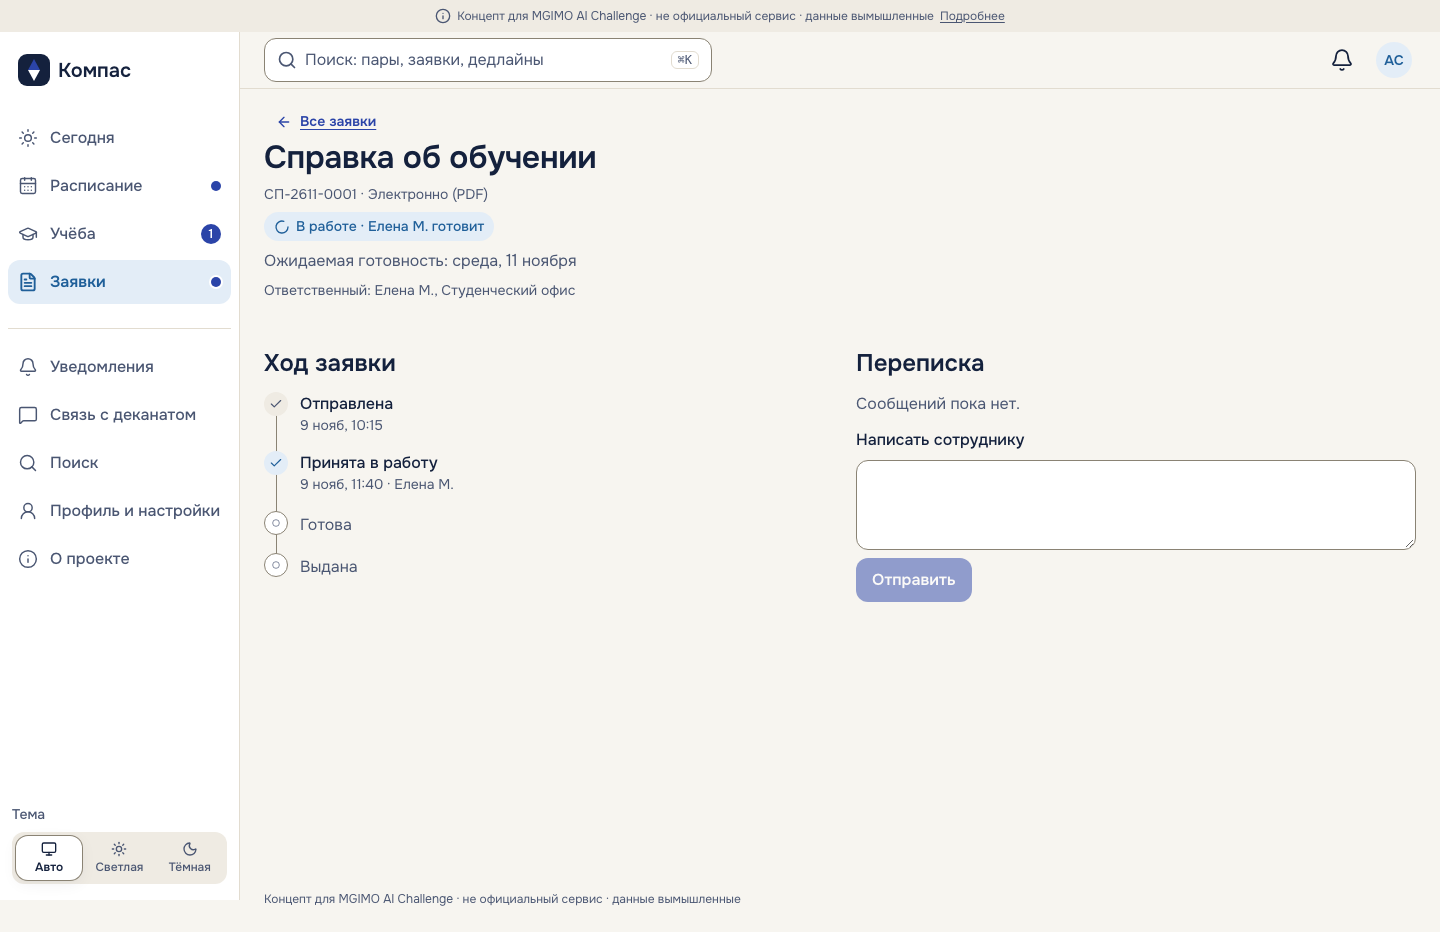 Концепт для MGIMO AI Challenge · не официальный сервис · данные вымышленные Подробнее
Компас
Поиск: пары, заявки, дедлайны
⌘K
АС
Сегодня
Расписание
Учёба
1
Заявки
Уведомления
Связь с деканатом
Поиск
Профиль и настройки
О проекте
Тема
Авто
Светлая
Тёмная
Все заявки
Справка об обучении
СП-2611-0001 · Электронно (PDF)
В работе · Елена М. готовит
Ожидаемая готовность: среда, 11 ноября
Ответственный: Елена М., Студенческий офис
Ход заявки
Отправлена
9 нояб, 10:15
Принята в работу
9 нояб, 11:40 · Елена М.
Готова
Выдана
Переписка
Сообщений пока нет.
Написать сотруднику
Отправить
Концепт для MGIMO AI Challenge · не официальный сервис · данные вымышленные